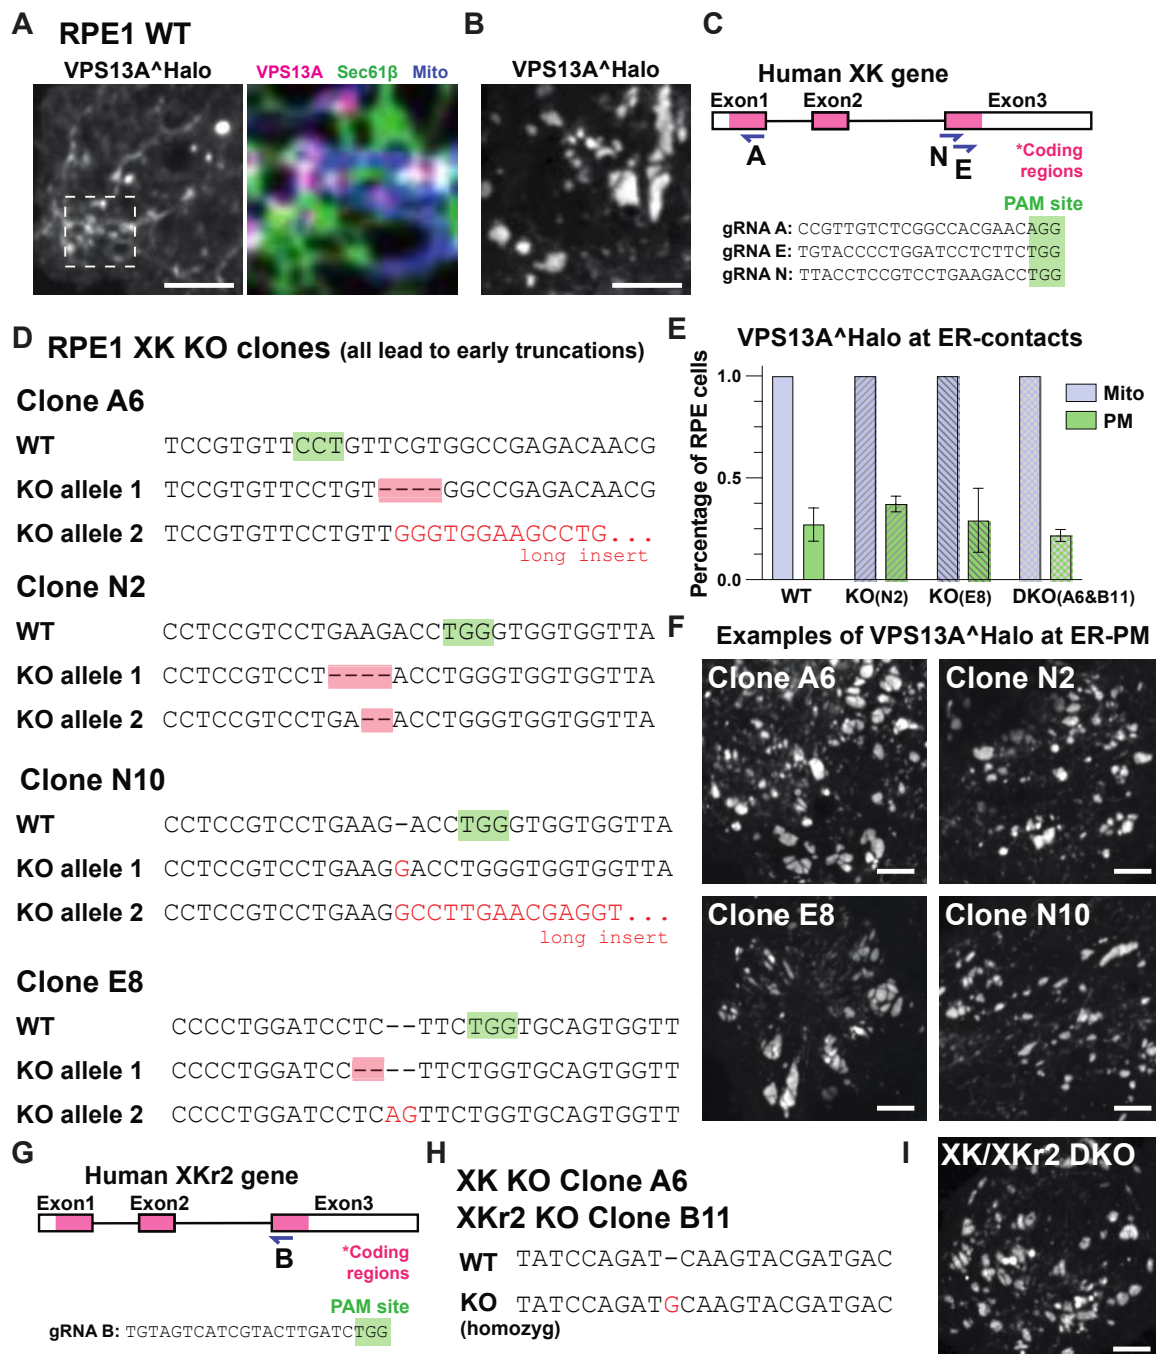 A
RPE1 WT
VPS13A^Halo
VPS13A Sec61β Mito
B
VPS13A^Halo
C
Human XK gene
Exon1 Exon2 Exon3
A
N
E
*Coding
regions
PAM site
gRNA A: CCGTTGTCTCGGCCACGAACAGG
gRNA E: TGTACCCCTGGATCCTCTTCTGG
gRNA N: TTACCTCCGTCCTGAAGACCTGG
D
RPE1 XK KO clones (all lead to early truncations)
Clone A6
WT TCCGTGTTCCTGTTCGTGGCCGAGACAACG
KO allele 1 TCCGTGTTCCTGT----GGCCGAGACAACG
KO allele 2 TCCGTGTTCCTGTTGGGTGGAAGCCTG...
long insert
Clone N2
WT CCTCCGTCCTGAAGACCTGGGTGGTGGTTA
KO allele 1 CCTCCGTCCT----ACCTGGGTGGTGGTTA
KO allele 2 CCTCCGTCCTGA--ACCTGGGTGGTGGTTA
Clone N10
WT CCTCCGTCCTGAAG-ACCTGGGTGGTGGTTA
KO allele 1 CCTCCGTCCTGAAGGACCTGGGTGGTGGTTA
KO allele 2 CCTCCGTCCTGAAGGCCTTGAACGAGGT...
long insert
Clone E8
WT CCCCTGGATCCTC--TTCTGGTGCAGTGGTT
KO allele 1 CCCCTGGATCC----TTCTGGTGCAGTGGTT
KO allele 2 CCCCTGGATCCTCAGTTCTGGTGCAGTGGTT
E
VPS13A^Halo at ER-contacts
Percentage of RPE cells
1.0
0.5
0.0
Mito
PM
WT KO(N2) KO(E8) DKO(A6&B11)
F
Examples of VPS13A^Halo at ER-PM
Clone A6
Clone N2
Clone E8
Clone N10
G
Human XKr2 gene
Exon1 Exon2 Exon3
B
*Coding
regions
PAM site
gRNA B: TGTAGTCATCGTACTTGATCTGG
H
XK KO Clone A6
XKr2 KO Clone B11
WT TATCCAGAT-CAAGTACGATGAC
KO TATCCAGATGCAAGTACGATGAC
(homozyg)
I
XK/XKr2 DKO